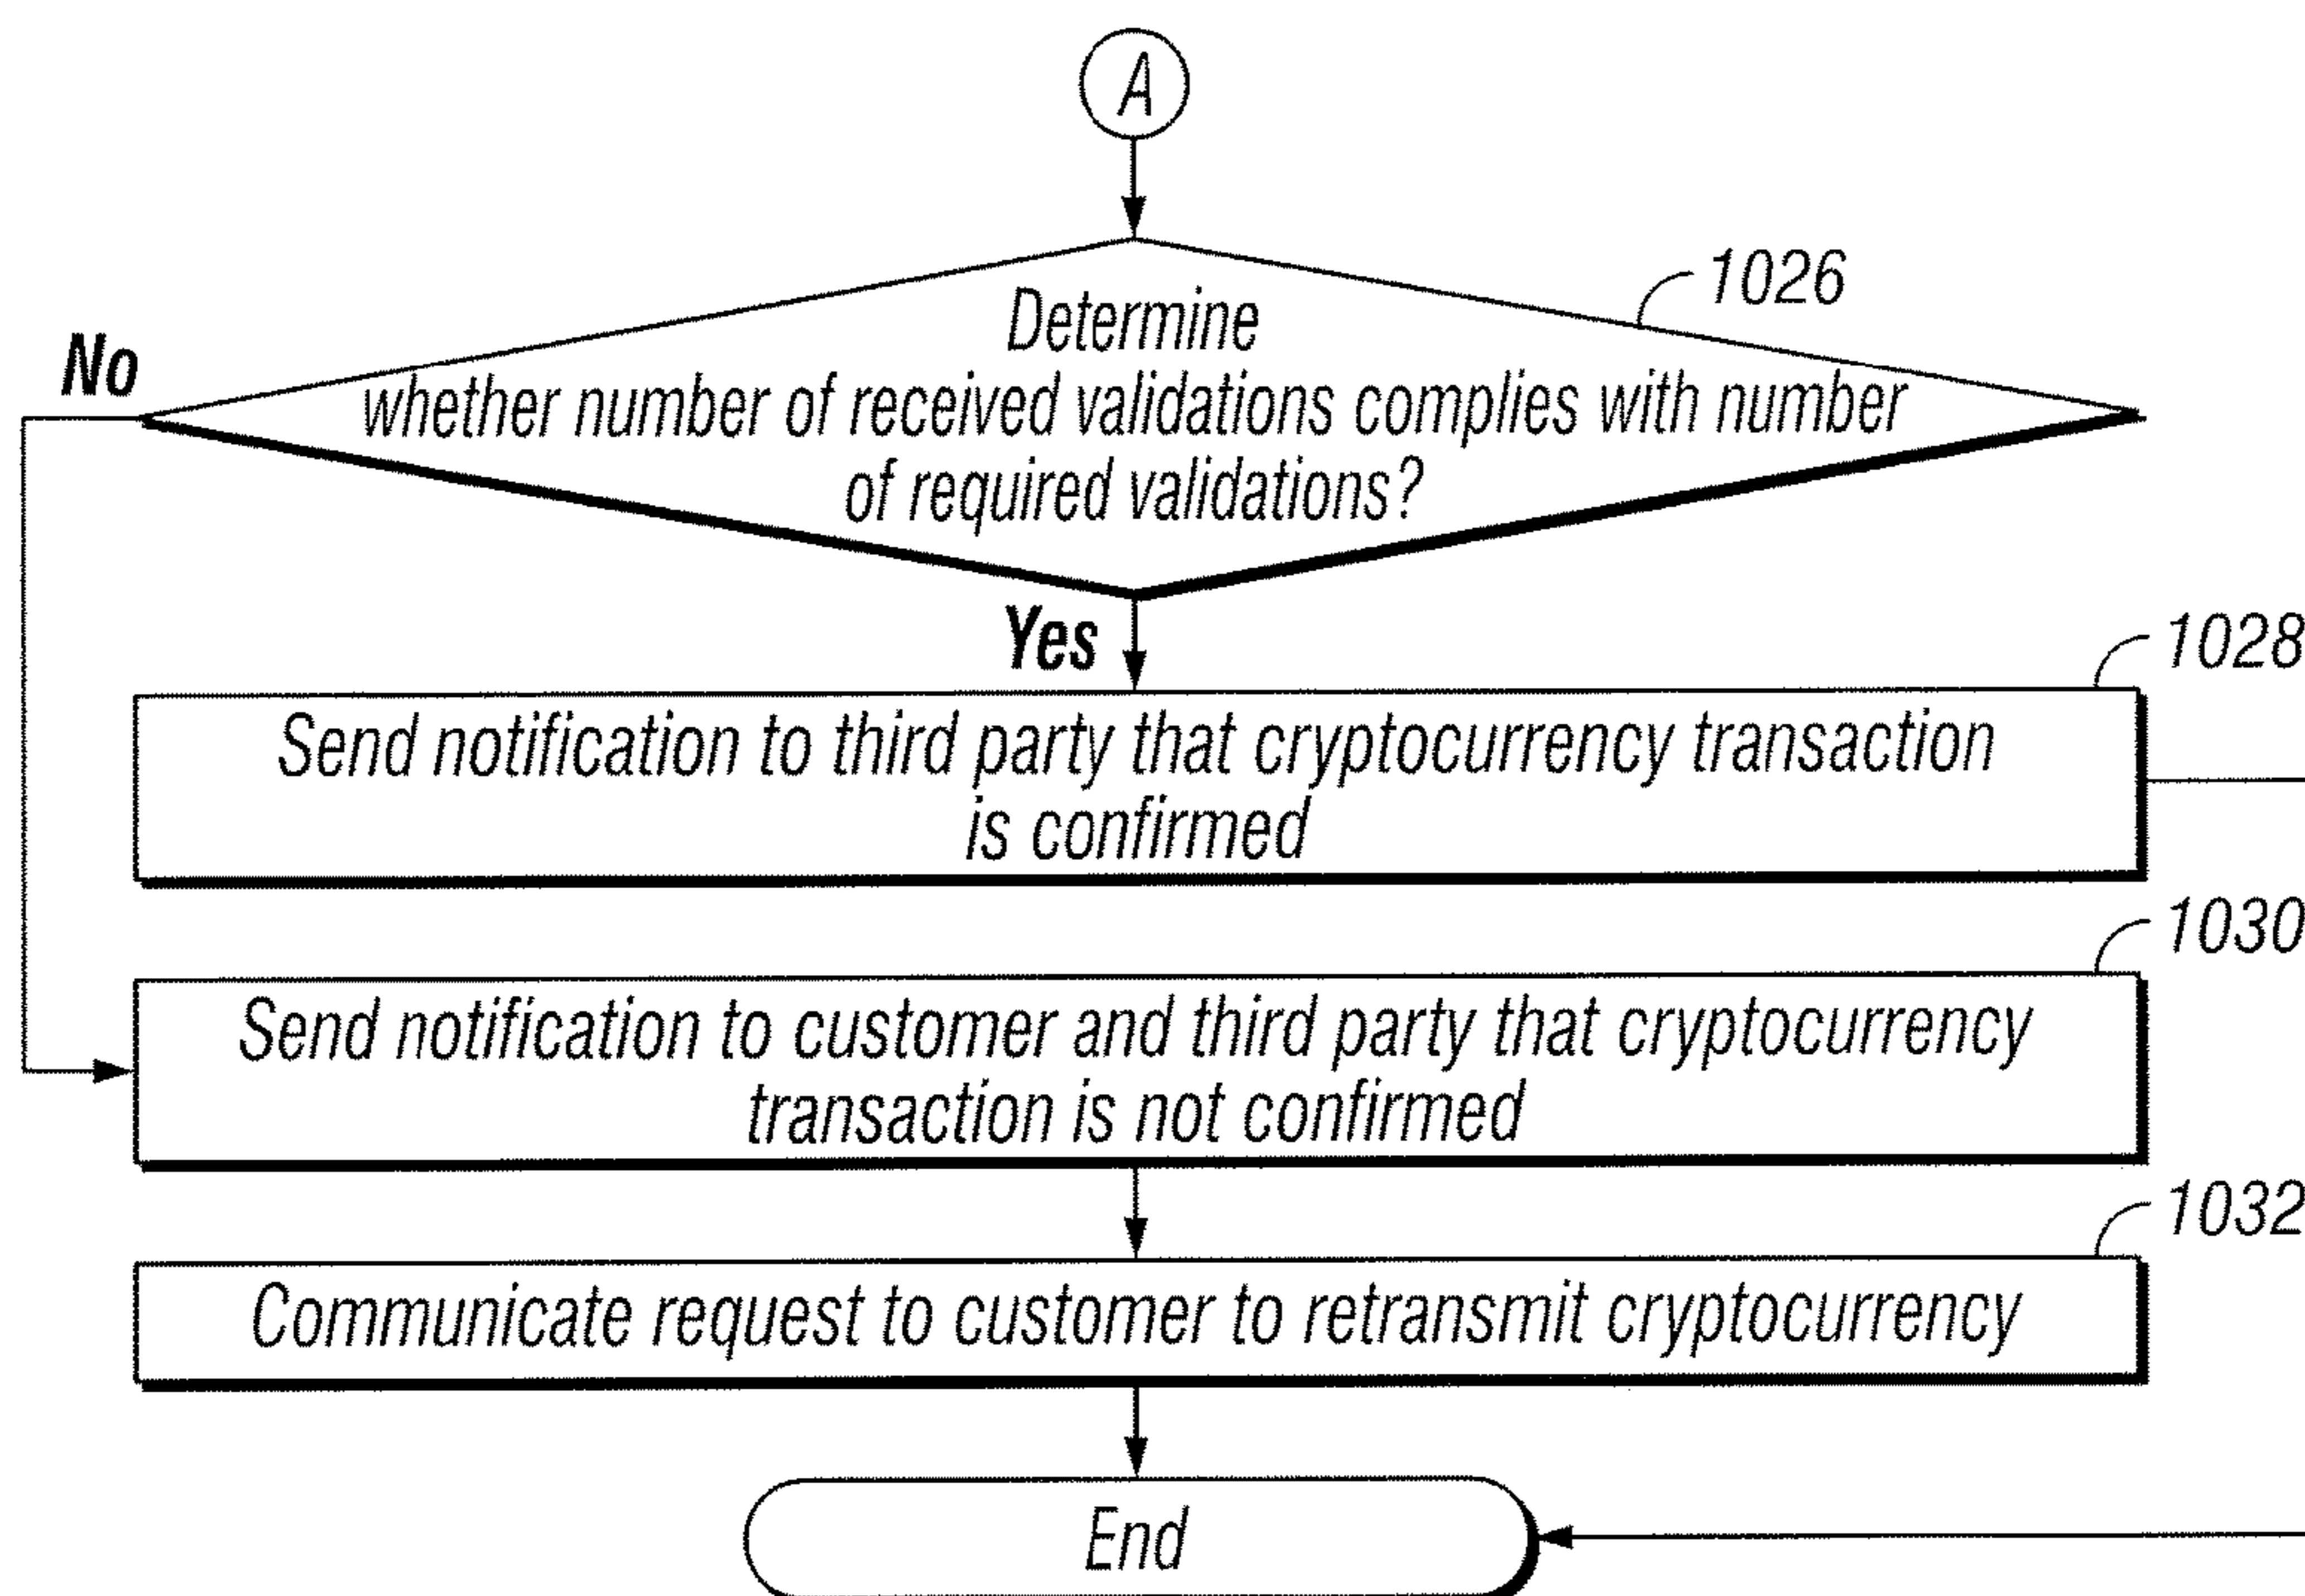 A
1026
Determine
whether number of received validations complies with number
of required validations?
No
Yes
1028
Send notification to third party that cryptocurrency transaction
is confirmed
1030
Send notification to customer and third party that cryptocurrency
transaction is not confirmed
1032
Communicate request to customer to retransmit cryptocurrency
End